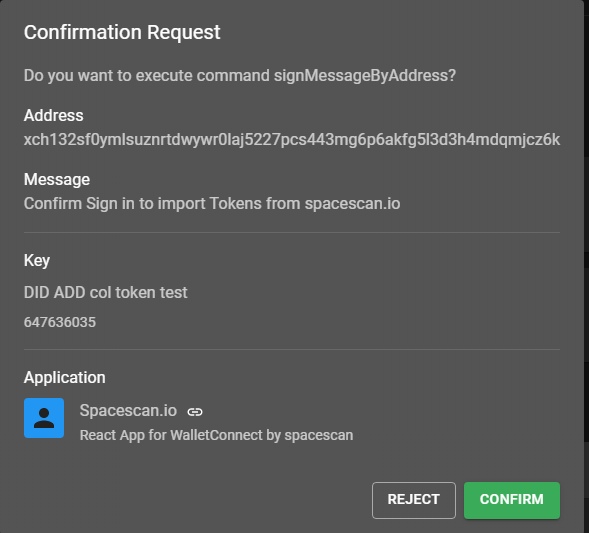 Confirmation Request
Do you want to execute command signMessageByAddress?
Address
xch132sf0ymlsuznrtdwywr0laj5227pcs443mg6p6akfg5l3d3h4mdqmjcz6k
Message
Confirm Sign in to import Tokens from spacescan.io
Key
DID ADD col token test
647636035
Application
Spacescan.io
React App for WalletConnect by spacescan
REJECT
CONFIRM